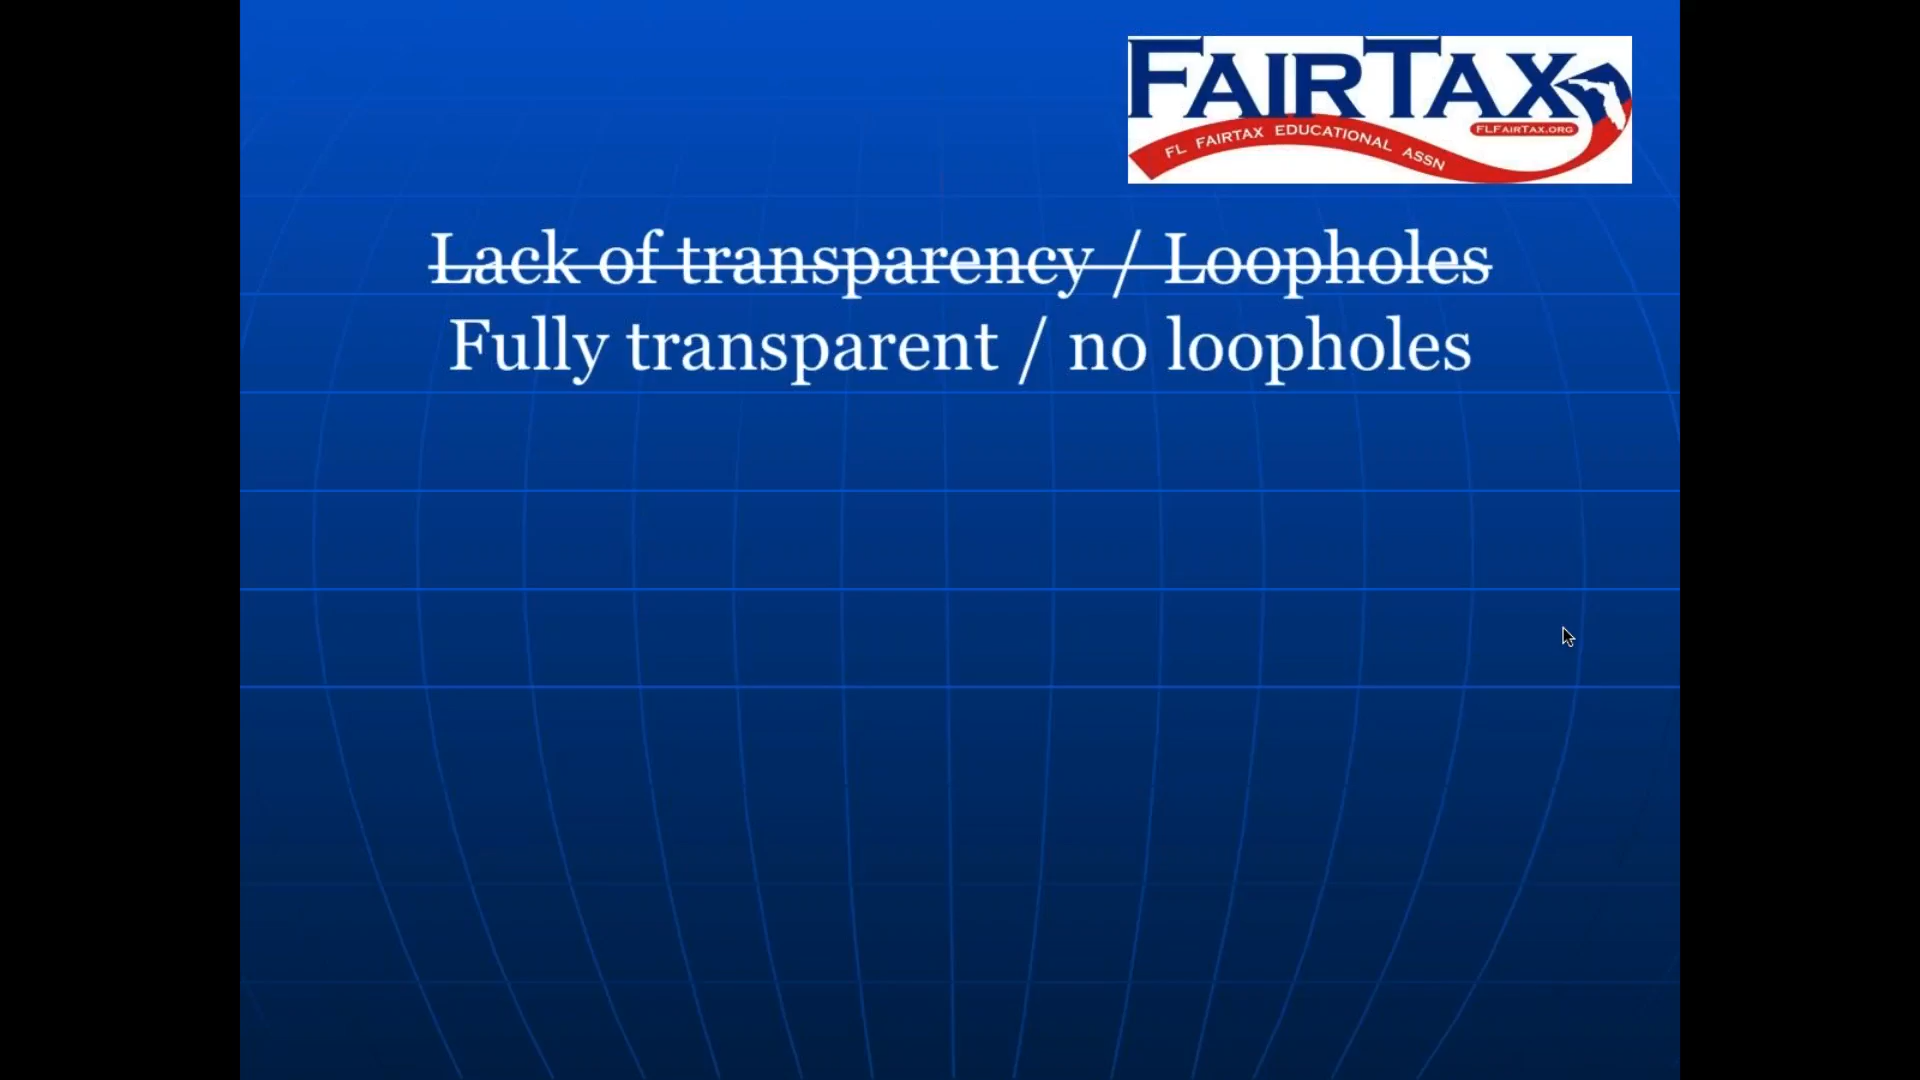 FAIRTAX
FLFAIRTAX.ORG
FL FAIRTAX EDUCATIONAL ASSN
Lack of transparency / Loopholes
Fully transparent / no loopholes